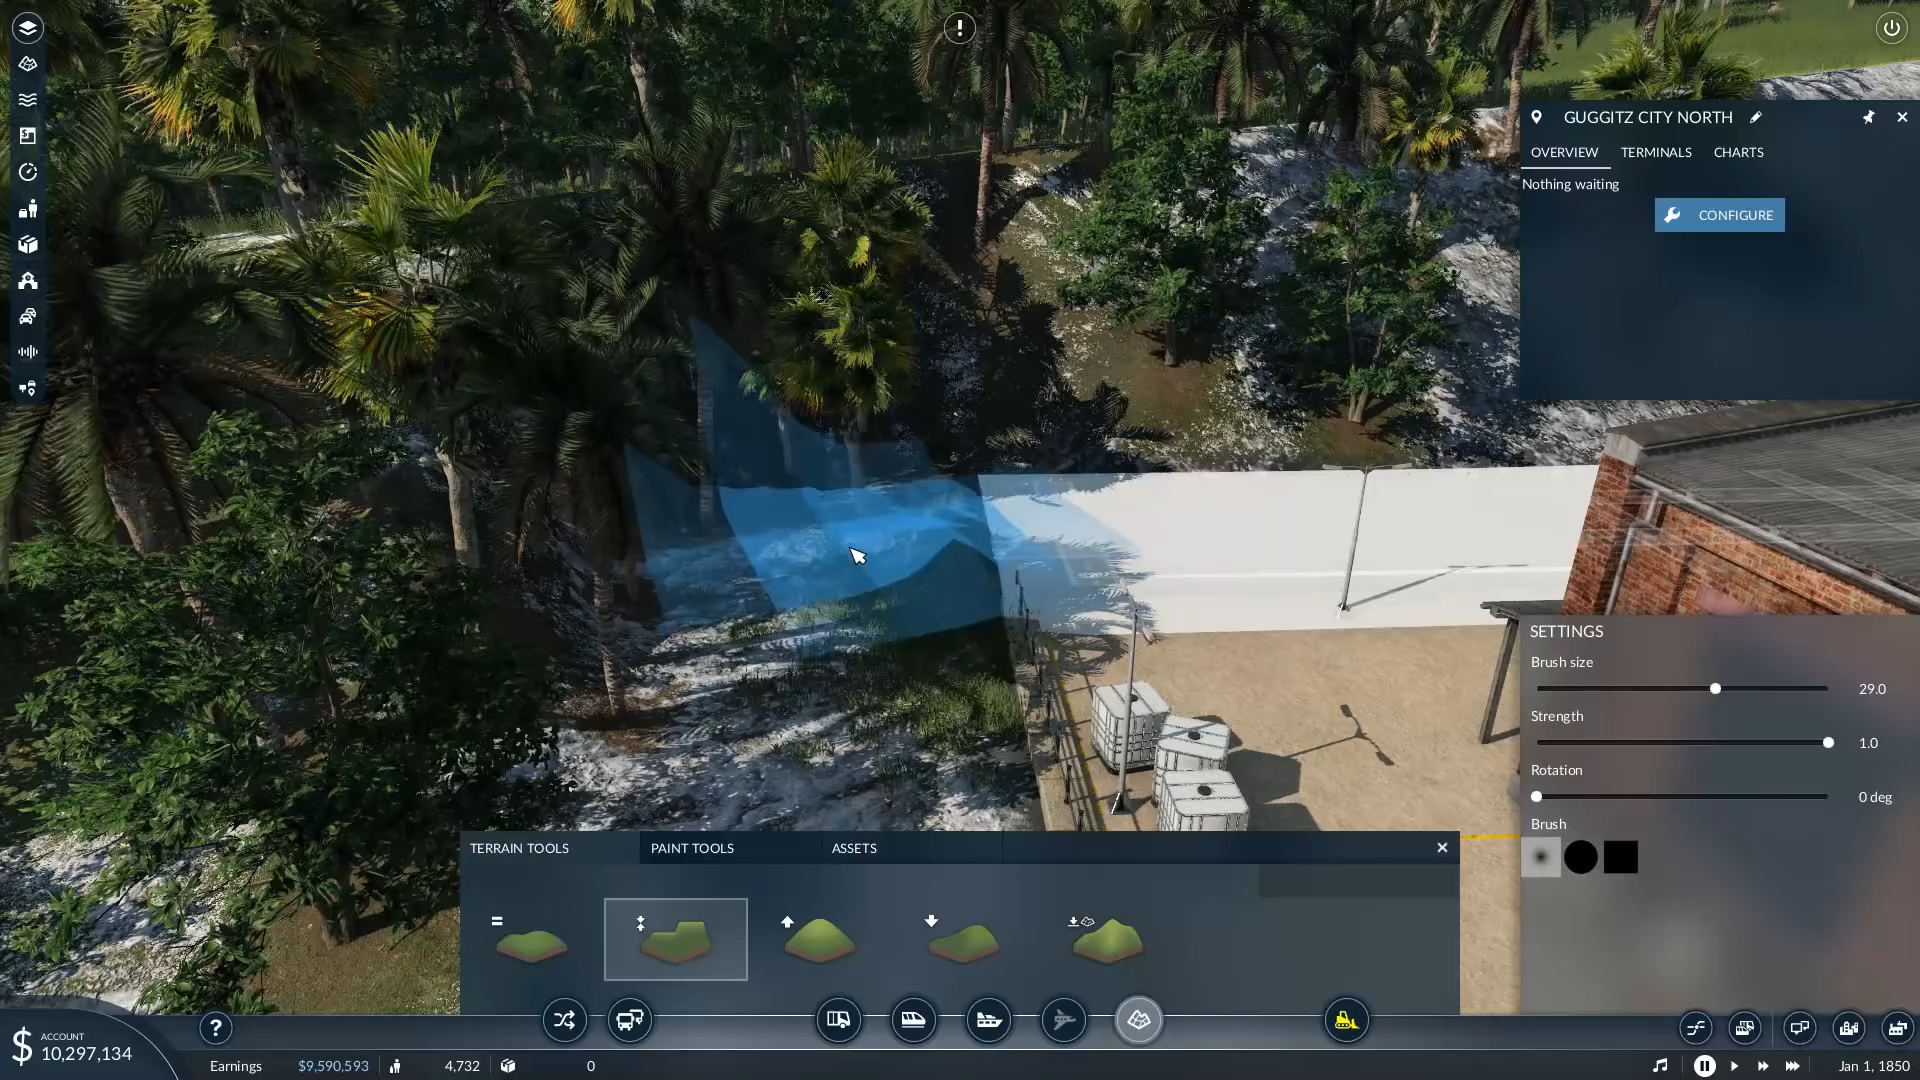 !
GUGGITZ CITY NORTH
OVERVIEW TERMINALS CHARTS
Nothing waiting
CONFIGURE
SETTINGS
Brush size
29.0
Strength
1.0
Rotation
0 deg
Brush
TERRAIN TOOLS PAINT TOOLS ASSETS
?
$ ACCOUNT
10,297,134
Earnings $9,590,593 4,732 0
Jan 1, 1850